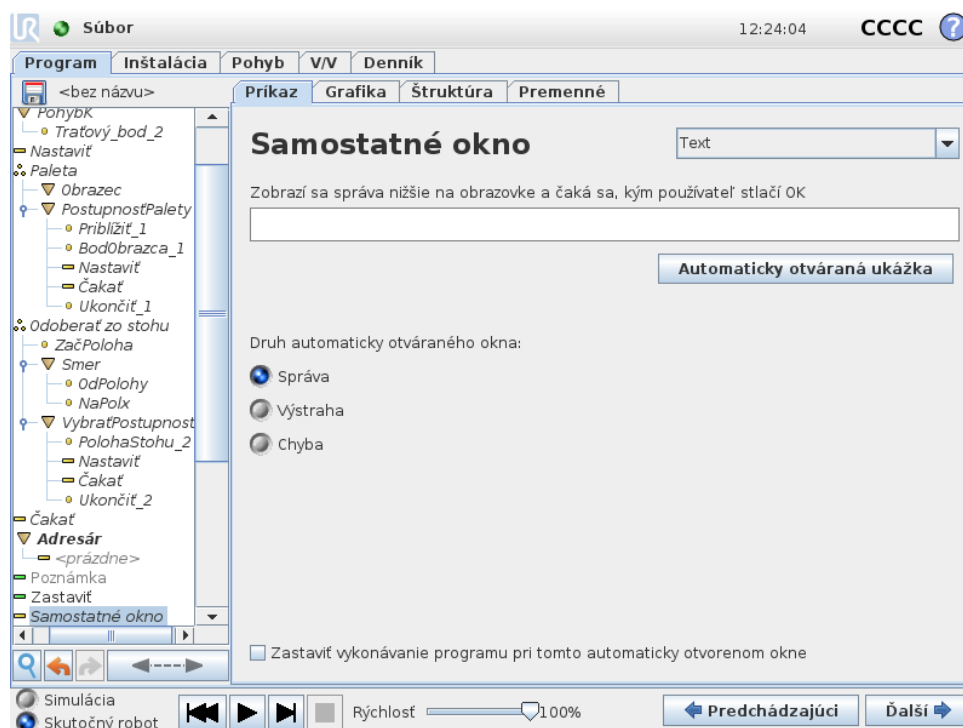 Súbor
12:24:04
CCCC
?
Program Inštalácia Pohyb V/V Denník
<bez názvu>
Príkaz Grafika Štruktúra Premenné
PohybK
Traťový_bod_2
Nastaviť
Paleta
Obrazec
PostupnosťPalety
Priblížiť_1
BodObrazca_1
Nastaviť
Čakať
Ukončiť_1
Odoberať zo stohu
ZačPoloha
Smer
OdPolohy
NaPolx
VybraťPostupnosť
PolohaStohu_2
Nastaviť
Čakať
Ukončiť_2
Čakať
Adresár
<prázdne>
Poznámka
Zastaviť
Samostatné okno
Samostatné okno
Text
Zobrazí sa správa nižšie na obrazovke a čaká sa, kým používateľ stlačí OK
Automaticky otváraná ukážka
Druh automaticky otváraného okna:
Správa
Výstraha
Chyba
Zastaviť vykonávanie programu pri tomto automaticky otvorenom okne
Simulácia
Skutočný robot
Rýchlosť 100%
Predchádzajúci
Ďalší